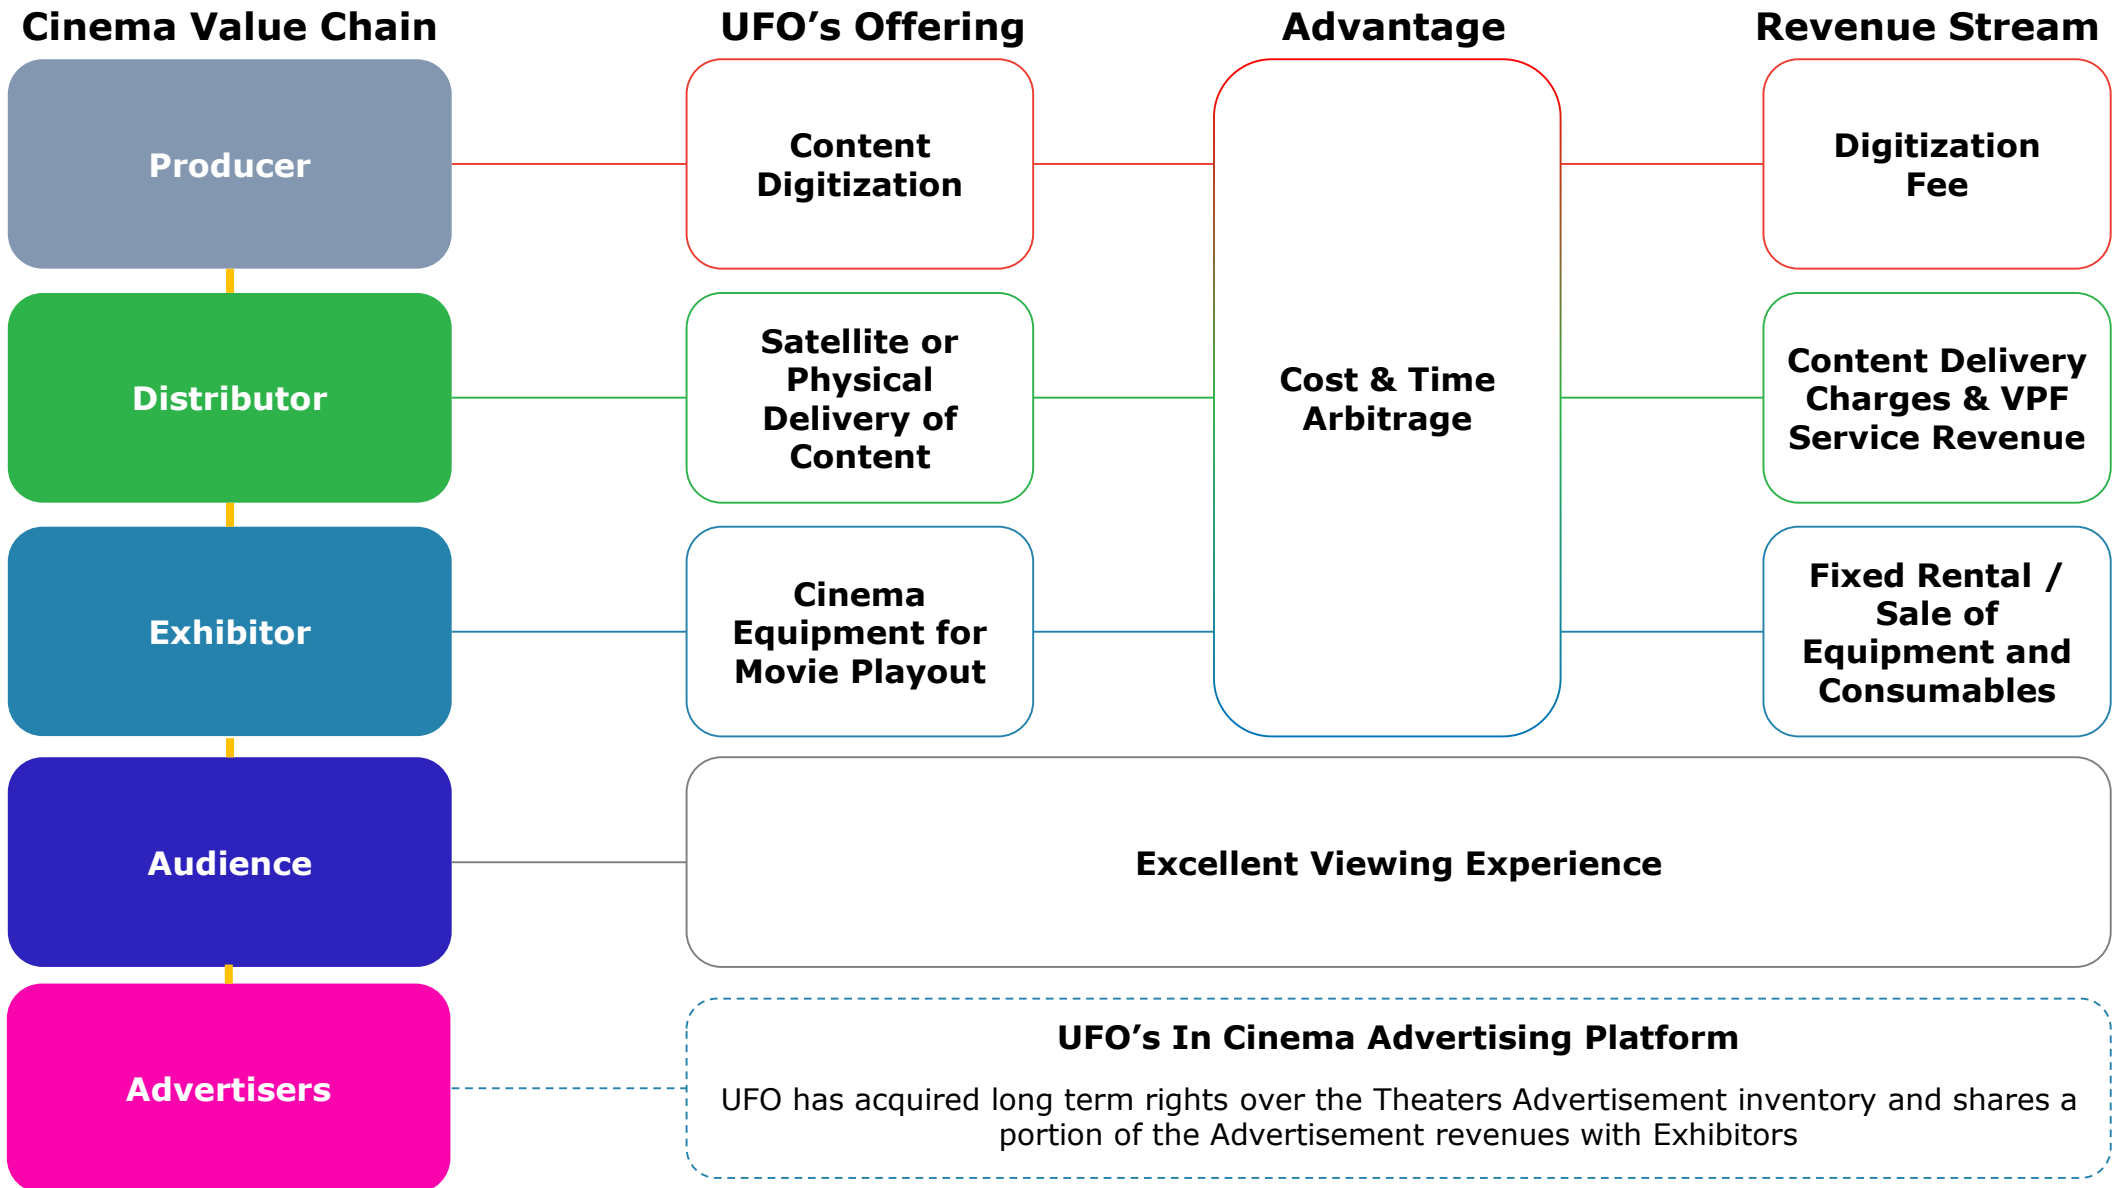 Cinema Value Chain
UFO’s Offering
Advantage
Revenue Stream
Producer
Content
Digitization
Cost & Time
Arbitrage
Digitization
Fee
Distributor
Satellite or
Physical
Delivery of
Content
Content Delivery
Charges & VPF
Service Revenue
Exhibitor
Cinema
Equipment for
Movie Playout
Fixed Rental /
Sale of
Equipment and
Consumables
Audience
Excellent Viewing Experience
Advertisers
UFO’s In Cinema Advertising Platform
UFO has acquired long term rights over the Theaters Advertisement inventory and shares a
portion of the Advertisement revenues with Exhibitors